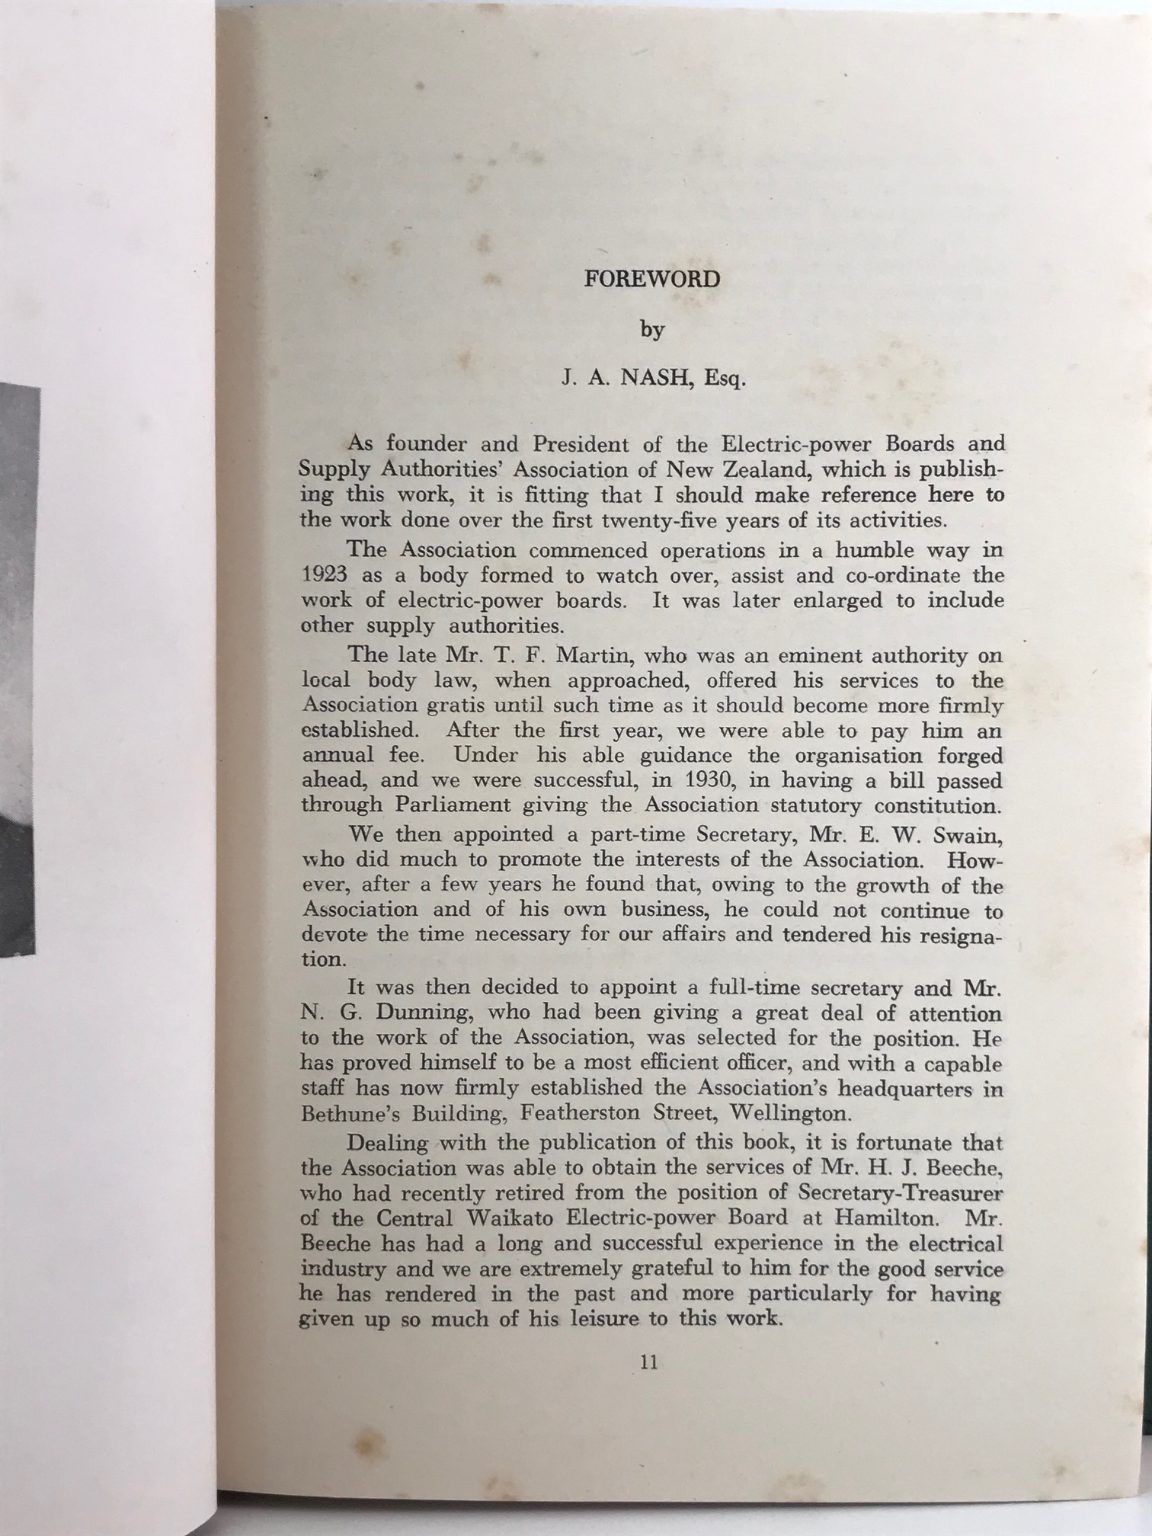 FOREWORD
by
J. A. NASH, Esq.
As founder and President of the Electric-power Boards and
Supply Authorities' Association of New Zealand, which is publish-
ing this work, it is fitting that I should make reference here to
the work done over the first twenty-five years of its activities.
The Association commenced operations in a humble way in
1923 as a body formed to watch over, assist and co-ordinate the
work of electric-power boards. It was later enlarged to include
other supply authorities.
The late Mr. T. F. Martin, who was an eminent authority on
local body law, when approached, offered his services to the
Association gratis until such time as it should become more firmly
established. After the first year, we were able to pay him an
annual fee. Under his able guidance the organisation forged
ahead, and we were successful, in 1930, in having a bill passed
through Parliament giving the Association statutory constitution.
We then appointed a part-time Secretary, Mr. E. W. Swain,
who did much to promote the interests of the Association. How-
ever, after a few years he found that, owing to the growth of the
Association and of his own business, he could not continue to
devote the time necessary for our affairs and tendered his resigna-
tion.
It was then decided to appoint a full-time secretary and Mr.
N. G. Dunning, who had been giving a great deal of attention
to the work of the Association, was selected for the position. He
has proved himself to be a most efficient officer, and with a capable
staff has now firmly established the Association's headquarters in
Bethune's Building, Featherston Street, Wellington.
Dealing with the publication of this book, it is fortunate that
the Association was able to obtain the services of Mr. H. J. Beeche,
who had recently retired from the position of Secretary-Treasurer
of the Central Waikato Electric-power Board at Hamilton. Mr.
Beeche has had a long and successful experience in the electrical
industry and we are extremely grateful to him for the good service
he has rendered in the past and more particularly for having
given up so much of his leisure to this work.
11